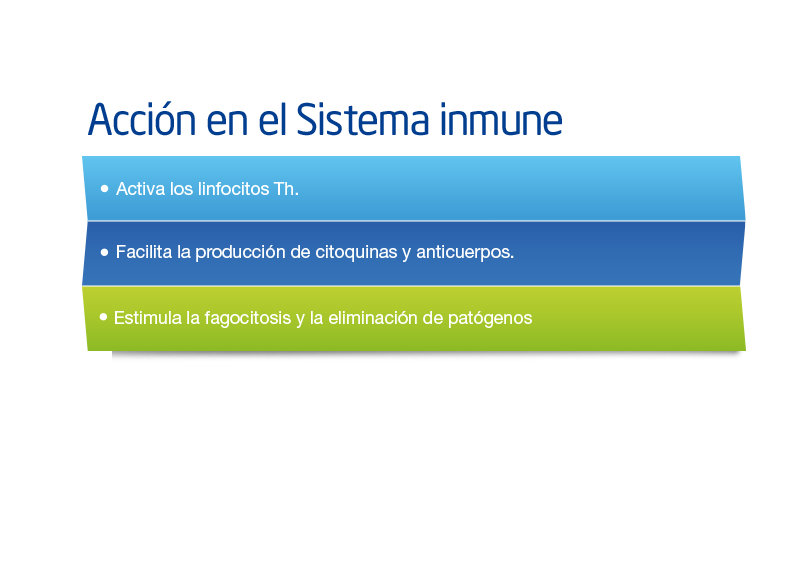 Acción en el Sistema inmune
• Activa los linfocitos Th.
• Facilita la producción de citoquinas y anticuerpos.
• Estimula la fagocitosis y la eliminación de patógenos